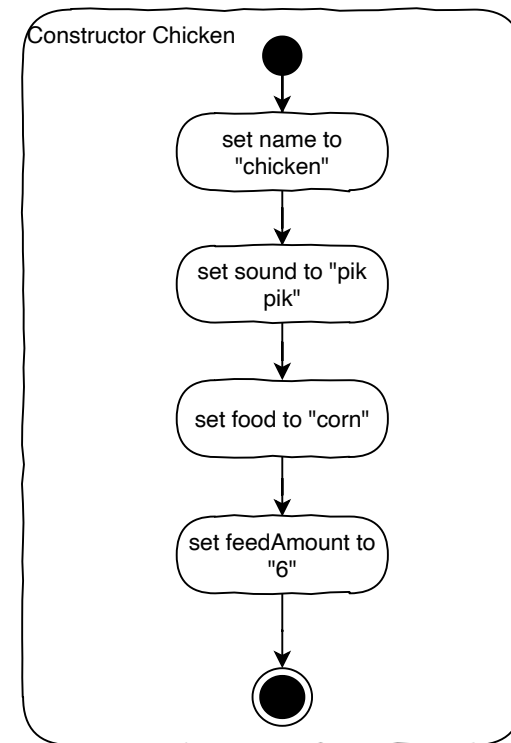 Constructor Chicken
set name to
"chicken"
set sound to "pik
pik"
set food to "corn"
set feedAmount to
"6"